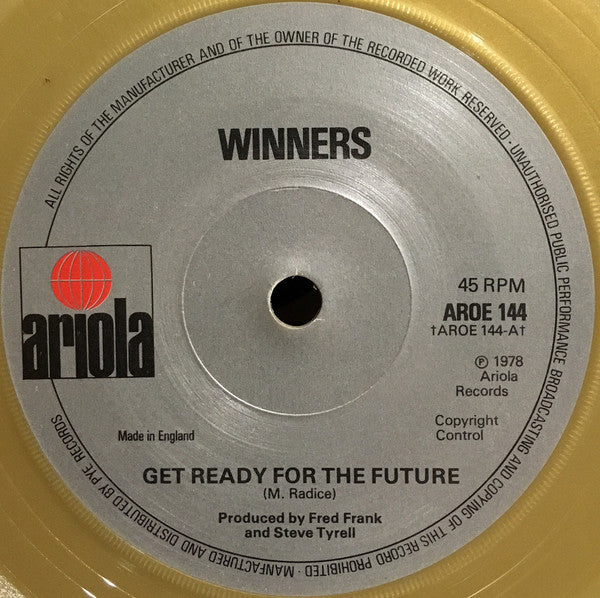 ALL RIGHTS OF THE MANUFACTURER AND OF THE OWNER OF THE RECORDED WORK RESERVED - UNAUTHORISED PUBLIC PERFORMANCE BROADCASTING AND COPYING OF THIS RECORD PROHIBITED - MANUFACTURED AND DISTRIBUTED BY PYE RECORDS
WINNERS
ariola
45 RPM
AROE 144
†AROE 144-A†
℗ 1978
Ariola
Records
Copyright
Control
Made in England
GET READY FOR THE FUTURE
(M. Radice)
Produced by Fred Frank
and Steve Tyrell